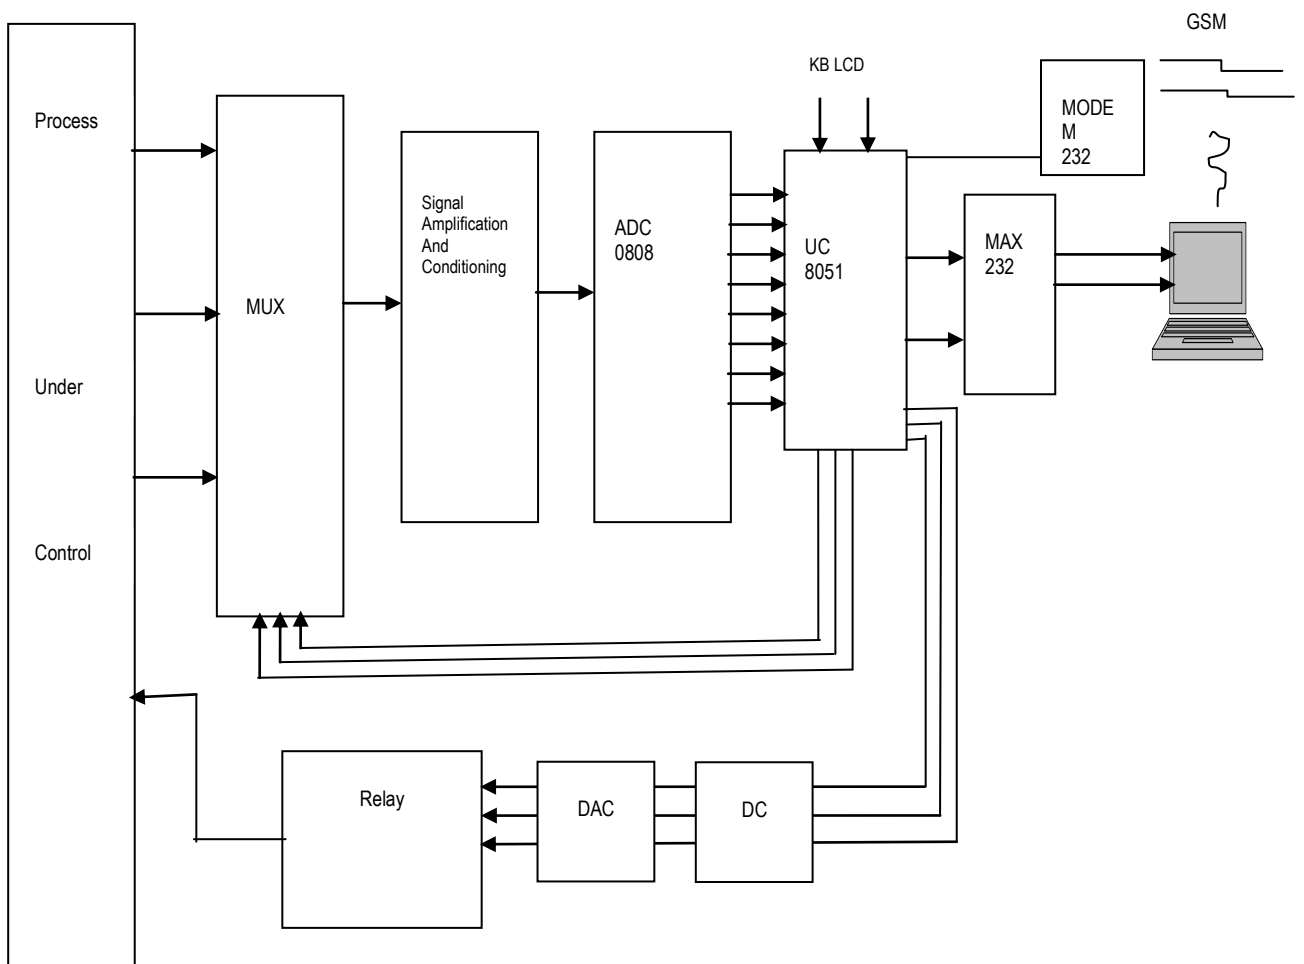 GSM
KB LCD
Process
MODE
M
232
Signal
Amplification
And
Conditioning
ADC
0808
UC
8051
MAX
232
MUX
Under
Control
Relay
DAC
DC